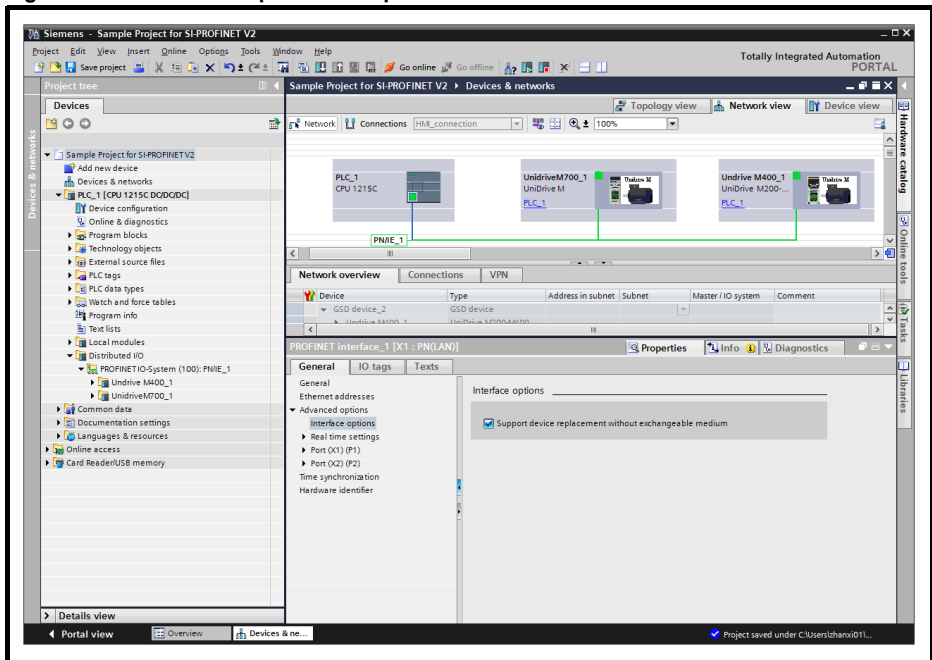 Siemens - Sample Project for SI-PROFINET V2
Project Edit View Insert Online Options Tools Window Help
Save project Go online Go offline
Totally Integrated Automation
PORTAL
Project tree
Sample Project for SI-PROFINET V2 Devices & networks
Devices
Topology view Network view Device view
Network Connections HMI_connection 100%
Devices & networks
Sample Project for SI-PROFINET V2
Add new device
Devices & networks
PLC_1 [CPU 1215C DC/DC/DC]
Device configuration
Online & diagnostics
Program blocks
Technology objects
External source files
PLC tags
PLC data types
Watch and force tables
Program info
Text lists
Local modules
Distributed I/O
PROFINET IO-System (100): PN/IE_1
Undrive M400_1
UnidriveM700_1
Common data
Documentation settings
Languages & resources
Online access
Card Reader/USB memory
PLC_1
CPU 1215C
UnidriveM700_1
UniDrive M
PLC_1
Unidrive M
Undrive M400_1
UniDrive M200-...
PLC_1
Unidrive M
PN/IE_1
Network overview Connections VPN
Device Type Address in subnet Subnet Master / IO system Comment
GSD device_2 GSD device
Undrive M400_1 UniDrive M200-M400
PROFINET interface_1 [X1 : PN(LAN)]
Properties Info Diagnostics
General IO tags Texts
General
Ethernet addresses
Advanced options
Interface options
Real time settings
Port (X1) (P1)
Port (X2) (P2)
Time synchronization
Hardware identifier
Interface options
Support device replacement without exchangeable medium
Hardware catalog
Online tools
Tasks
Libraries
Details view
Portal view Overview Devices & ne...
Project saved under C:\Users\zhanxi01\...